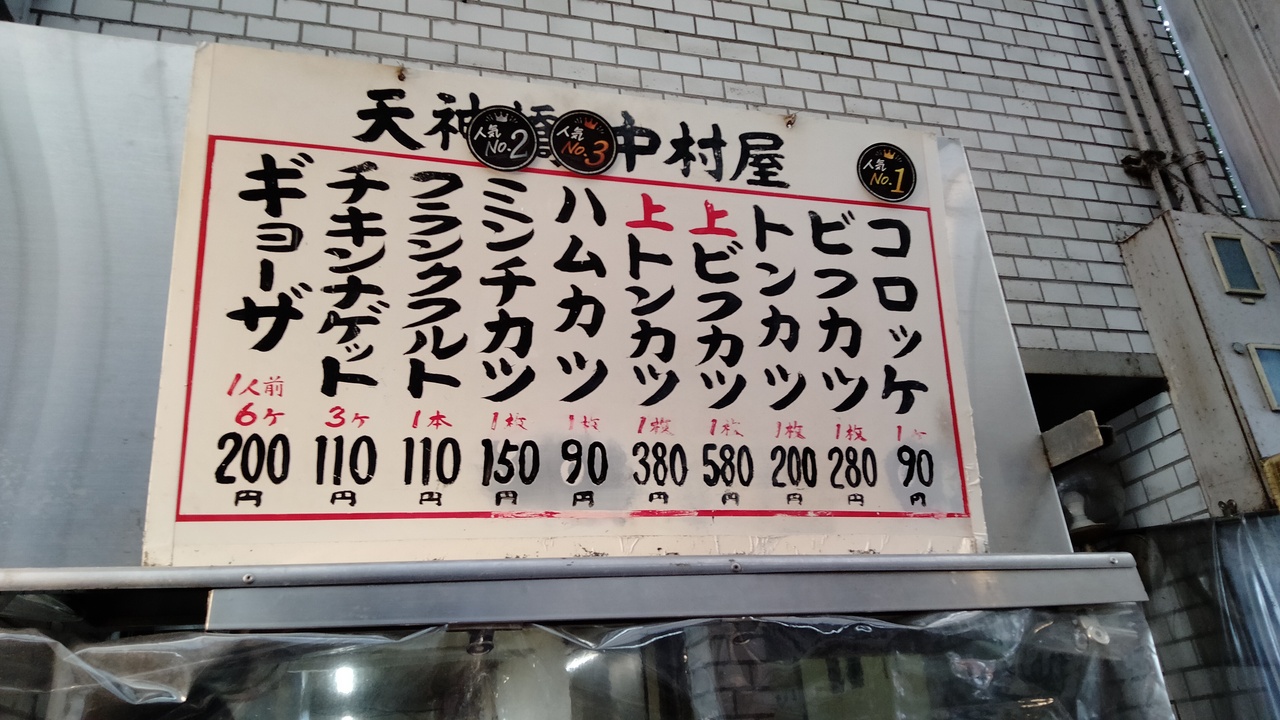 天神橋 中村屋
人気 No.1
人気 No.3
人気 No.2
コロッケ 1ヶ 90円
ビフカツ 1枚 280円
トンカツ 1枚 200円
上ビフカツ 1枚 580円
上トンカツ 1枚 380円
ハムカツ 1枚 90円
ミンチカツ 1枚 150円
フランクフルト 1本 110円
チキンナゲット 3ヶ 110円
ギョーザ 1人前 6ヶ 200円